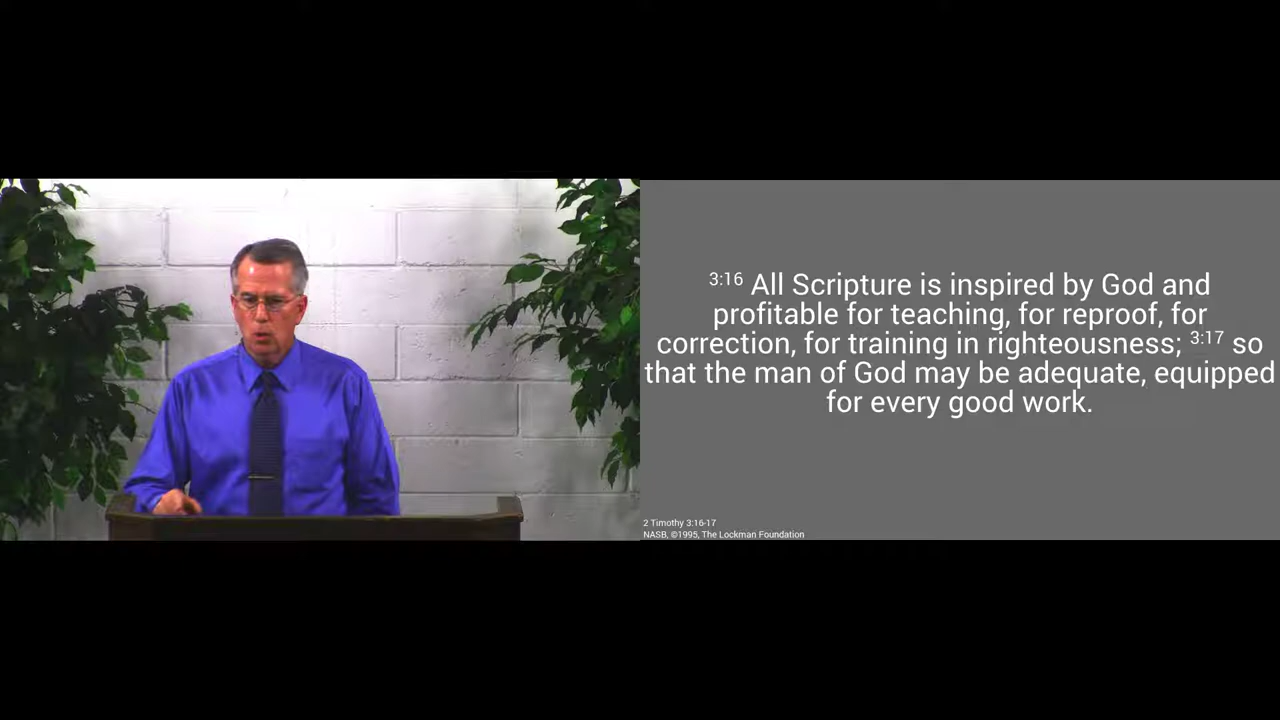 3:16 All Scripture is inspired by God and
profitable for teaching, for reproof, for
correction, for training in righteousness; 3:17 so
that the man of God may be adequate, equipped
for every good work.
2 Timothy 3:16-17
NASB, ©1995, The Lockman Foundation